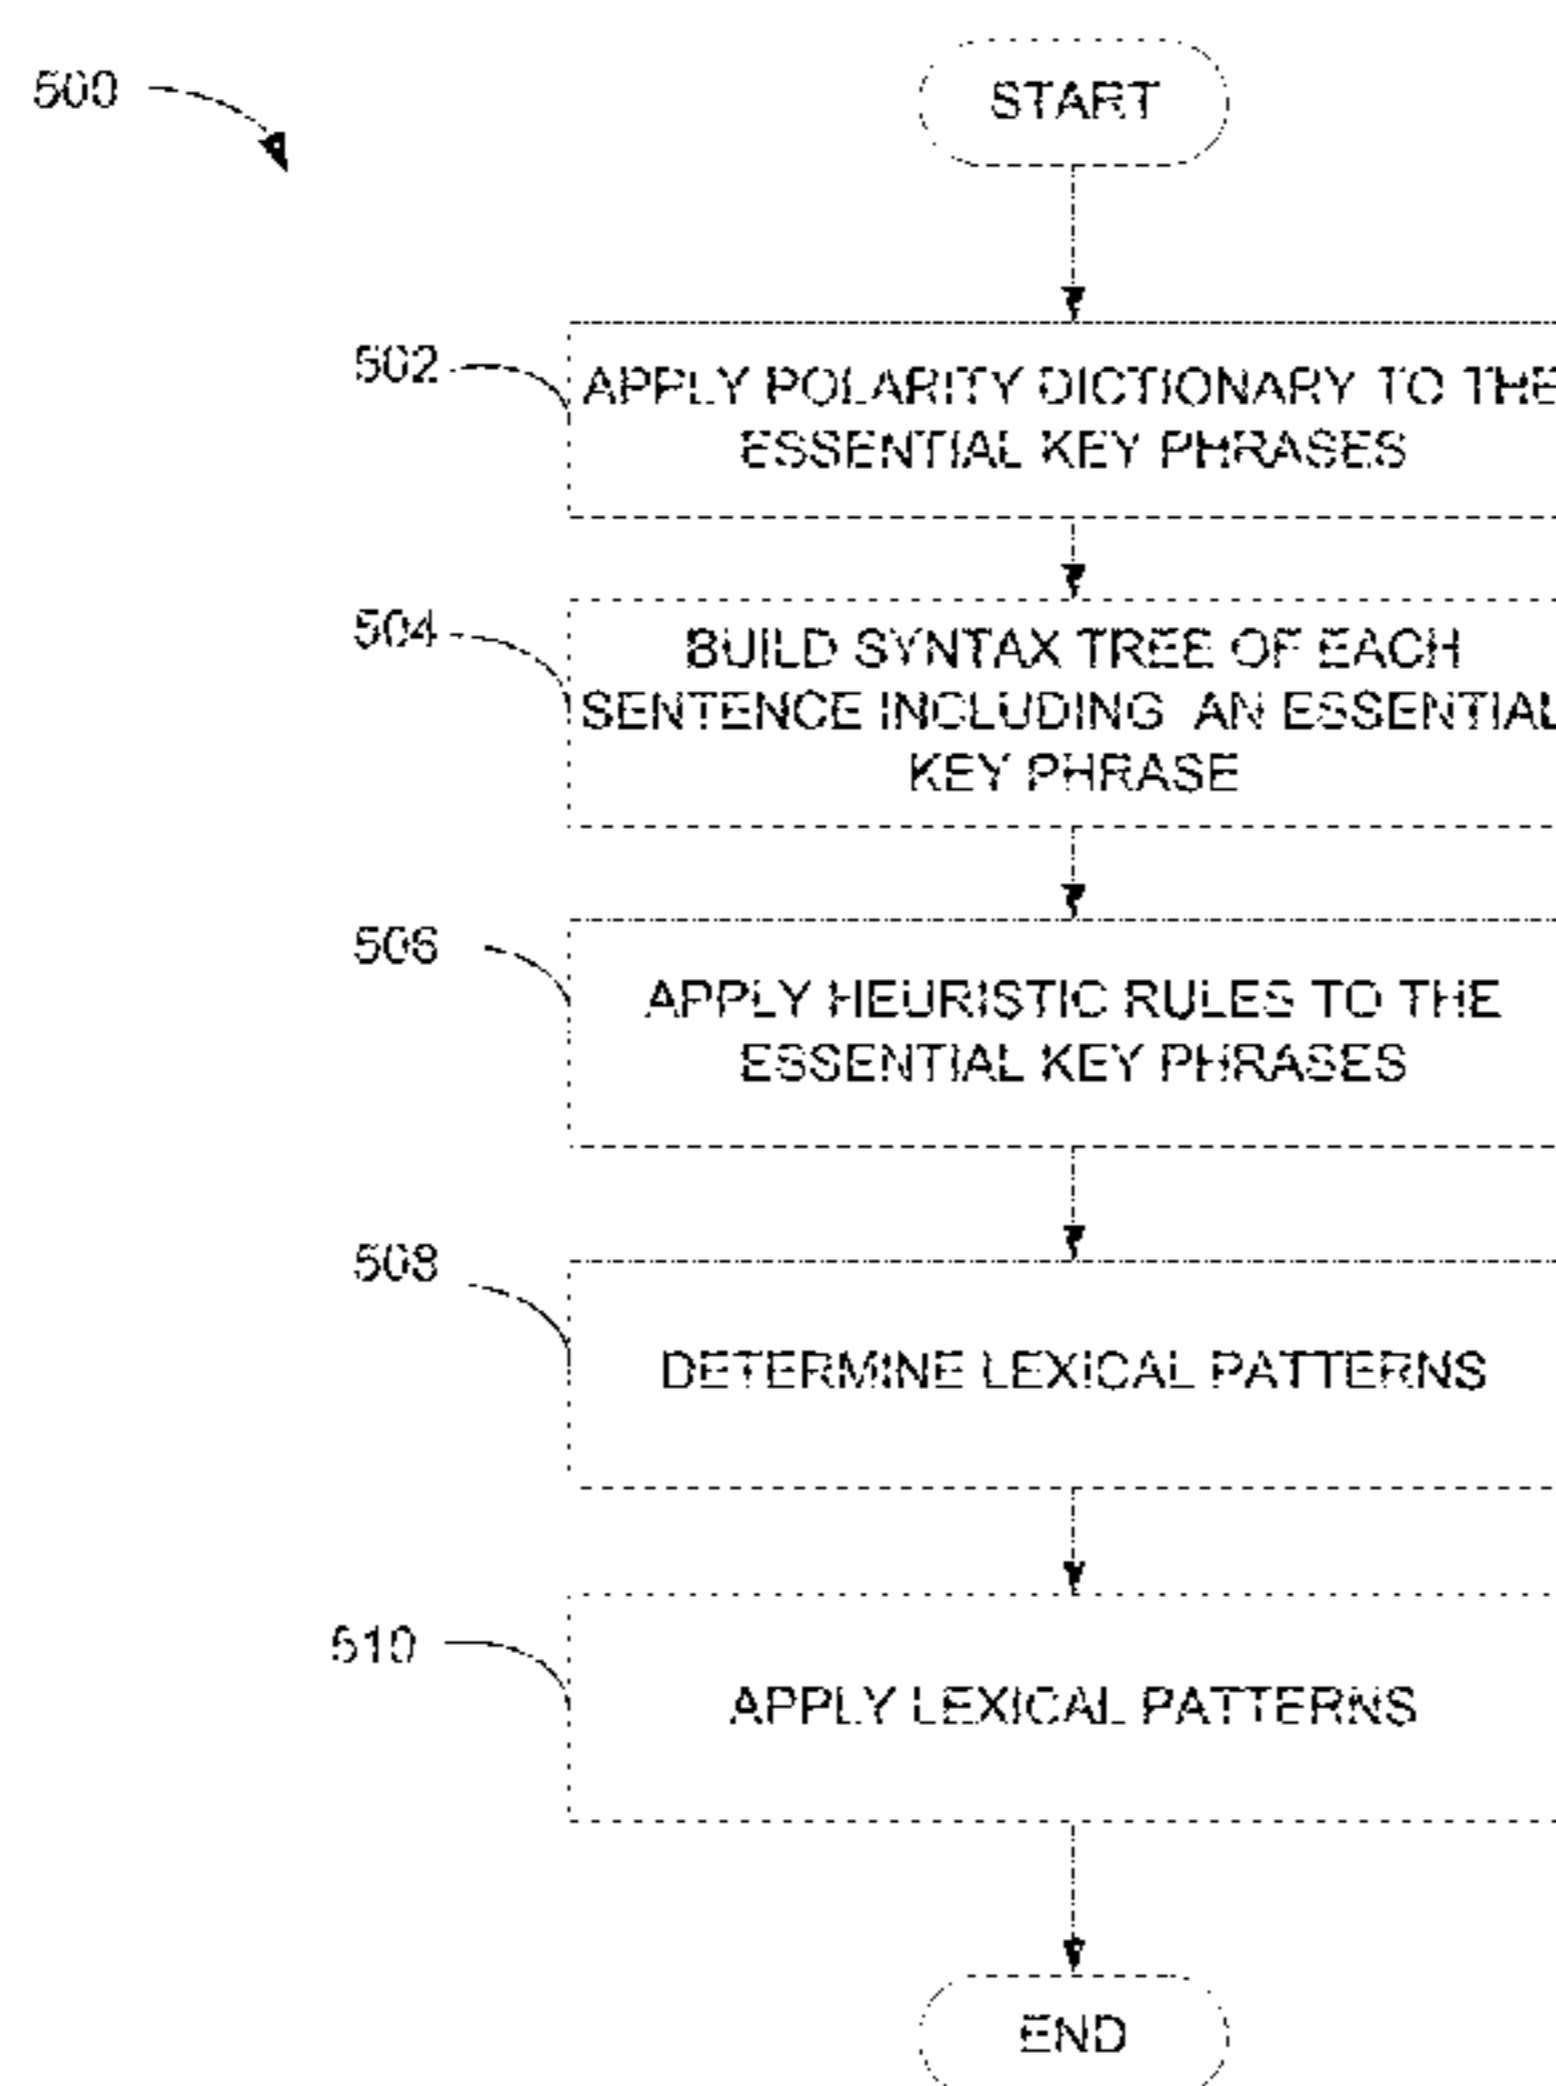 500
START
502
APPLY POLARITY DICTIONARY TO THE
ESSENTIAL KEY PHRASES
504
BUILD SYNTAX TREE OF EACH
SENTENCE INCLUDING AN ESSENTIAL
KEY PHRASE
506
APPLY HEURISTIC RULES TO THE
ESSENTIAL KEY PHRASES
508
DETERMINE LEXICAL PATTERNS
510
APPLY LEXICAL PATTERNS
END